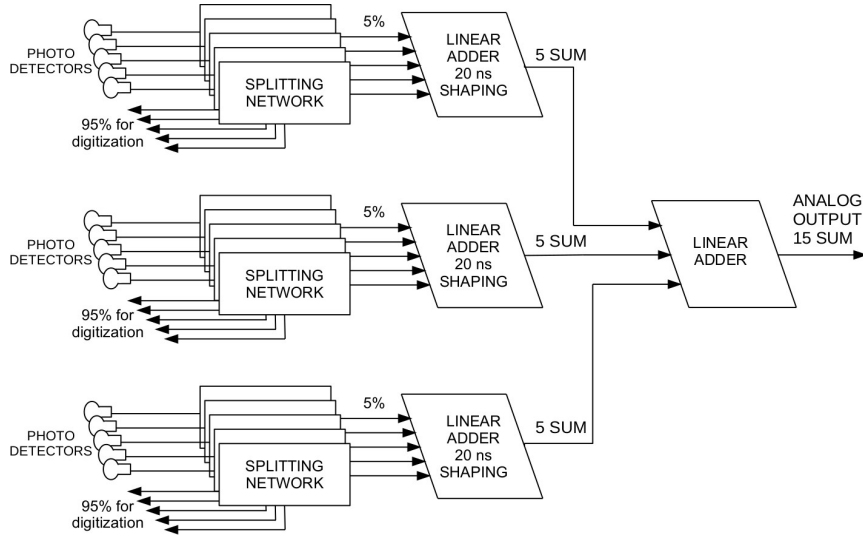 5%
LINEAR
ADDER
20 ns
SHAPING
5 SUM
PHOTO
DETECTORS
SPLITTING
NETWORK
95% for
digitization
5%
LINEAR
ADDER
20 ns
SHAPING
5 SUM
PHOTO
DETECTORS
SPLITTING
NETWORK
95% for
digitization
LINEAR
ADDER
ANALOG
OUTPUT
15 SUM
5%
LINEAR
ADDER
20 ns
SHAPING
5 SUM
PHOTO
DETECTORS
SPLITTING
NETWORK
95% for
digitization